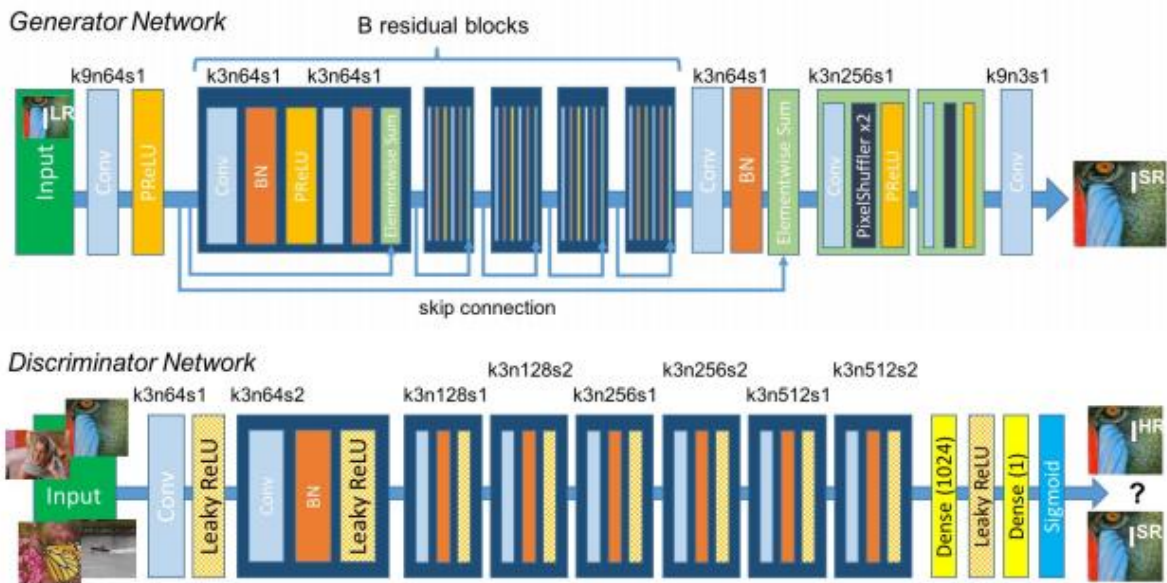 Generator Network
B residual blocks
k9n64s1
k3n64s1
k3n64s1
k3n64s1
k3n256s1
k9n3s1
I^LR
Input
Conv
PReLU
Conv
BN
PReLU
Elementwise Sum
Conv
BN
Elementwise Sum
Conv
PixelShuffler x2
PReLU
Conv
I^SR
skip connection
Discriminator Network
k3n64s1
k3n64s2
k3n128s1
k3n128s2
k3n256s1
k3n256s2
k3n512s1
k3n512s2
Input
Conv
Leaky ReLU
Conv
BN
Leaky ReLU
Dense (1024)
Leaky ReLU
Dense (1)
Sigmoid
I^HR
?
I^SR